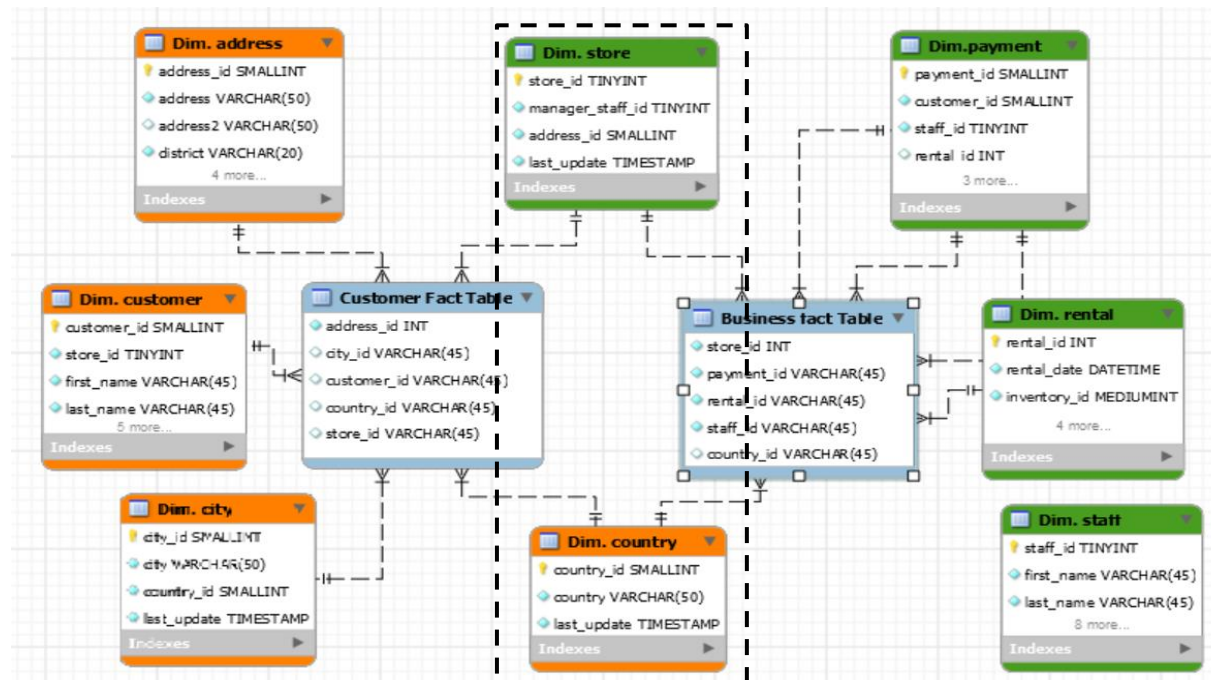 Dim. address
address_id SMALLINT
address VARCHAR(50)
address2 VARCHAR(50)
district VARCHAR(20)
4 more...
Indexes
Dim. store
store_id TINYINT
manager_staff_id TINYINT
address_id SMALLINT
last_update TIMESTAMP
Indexes
Dim.payment
payment_id SMALLINT
customer_id SMALLINT
staff_id TINYINT
rental_id INT
3 more...
Indexes
Dim. customer
customer_id SMALLINT
store_id TINYINT
first_name VARCHAR(45)
last_name VARCHAR(45)
5 more...
Indexes
Customer Fact Table
address_id INT
city_id VARCHAR(45)
customer_id VARCHAR(45)
country_id VARCHAR(45)
store_id VARCHAR(45)
Business fact Table
store_id INT
payment_id VARCHAR(45)
rental_id VARCHAR(45)
staff_id VARCHAR(45)
country_id VARCHAR(45)
Dim. rental
rental_id INT
rental_date DATETIME
inventory_id MEDIUMINT
4 more...
Indexes
Dim. city
city_id SMALLINT
city VARCHAR(50)
country_id SMALLINT
last_update TIMESTAMP
Indexes
Dim. country
country_id SMALLINT
country VARCHAR(50)
last_update TIMESTAMP
Indexes
Dim. staff
staff_id TINYINT
first_name VARCHAR(45)
last_name VARCHAR(45)
8 more...
Indexes